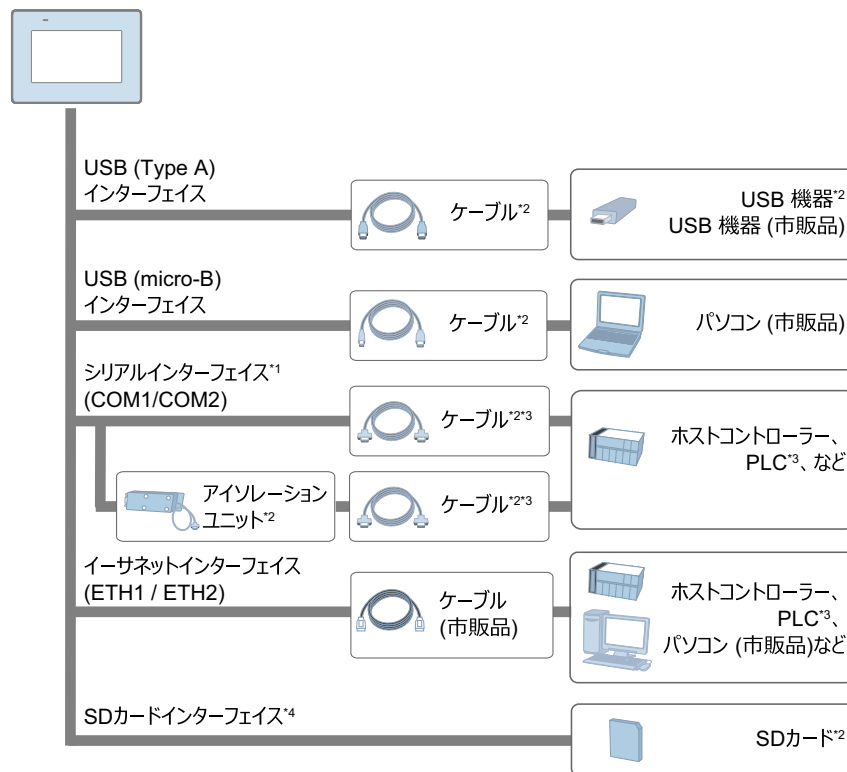 USB (Type A)
インターフェイス
ケーブル*2
USB 機器*2
USB 機器 (市販品)
USB (micro-B)
インターフェイス
ケーブル*2
パソコン (市販品)
シリアルインターフェイス*1
(COM1/COM2)
ケーブル*2*3
ホストコントローラー、
PLC*3、など
アイソレーション
ユニット*2
ケーブル*2*3
イーサネットインターフェイス
(ETH1 / ETH2)
ケーブル
(市販品)
ホストコントローラー、
PLC*3、
パソコン (市販品)など
SDカードインターフェイス*4
SDカード*2